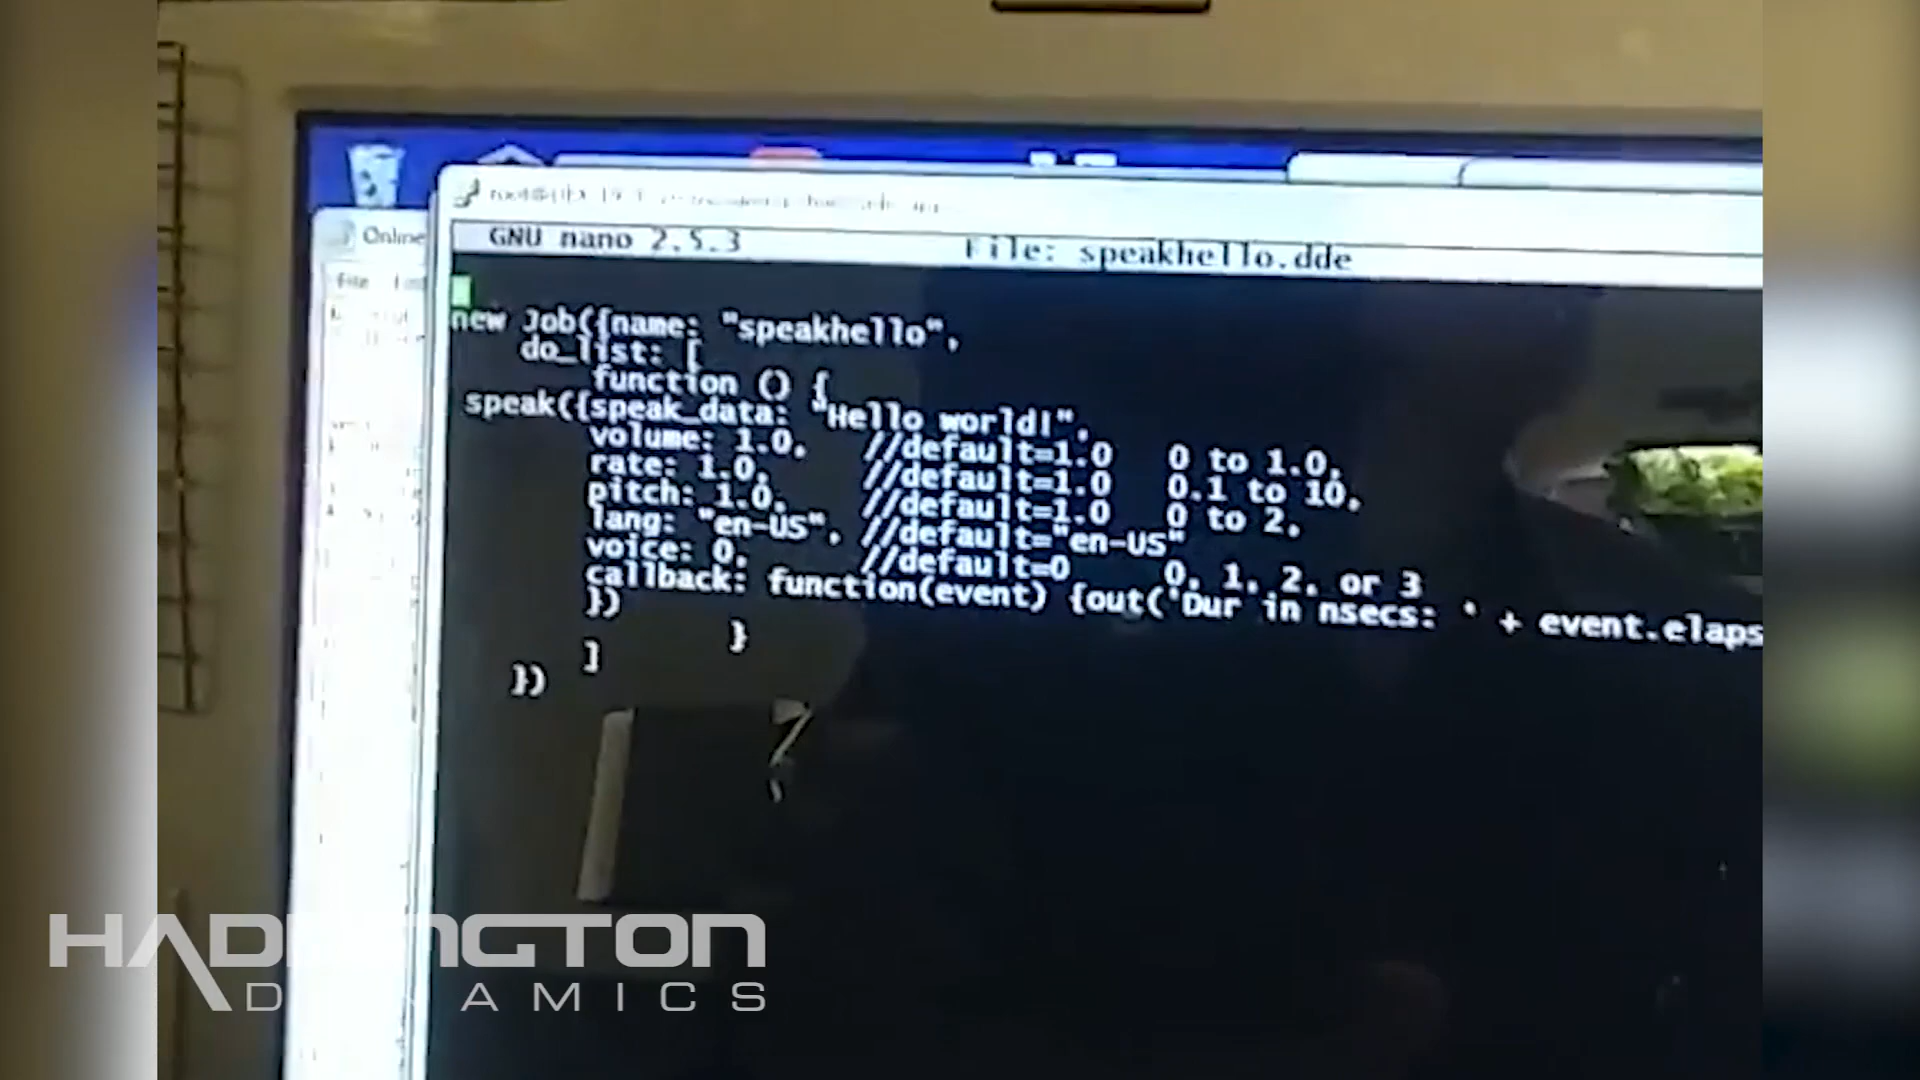 Online
File
GNU nano 2.5.3 File: speakhello.dde
new Job({name: "speakhello",
do_list: [
function () {
speak({speak_data: "Hello world!",
volume: 1.0, //default=1.0 0 to 1.0,
rate: 1.0, //default=1.0 0.1 to 10,
pitch: 1.0, //default=1.0 0 to 2,
lang: "en-US", //default="en-US"
voice: 0, //default=0 0, 1, 2, or 3
callback: function(event) {out('Dur in nsecs: ' + event.elaps
})
}
]
})
HADDINGTON
DYNAMICS